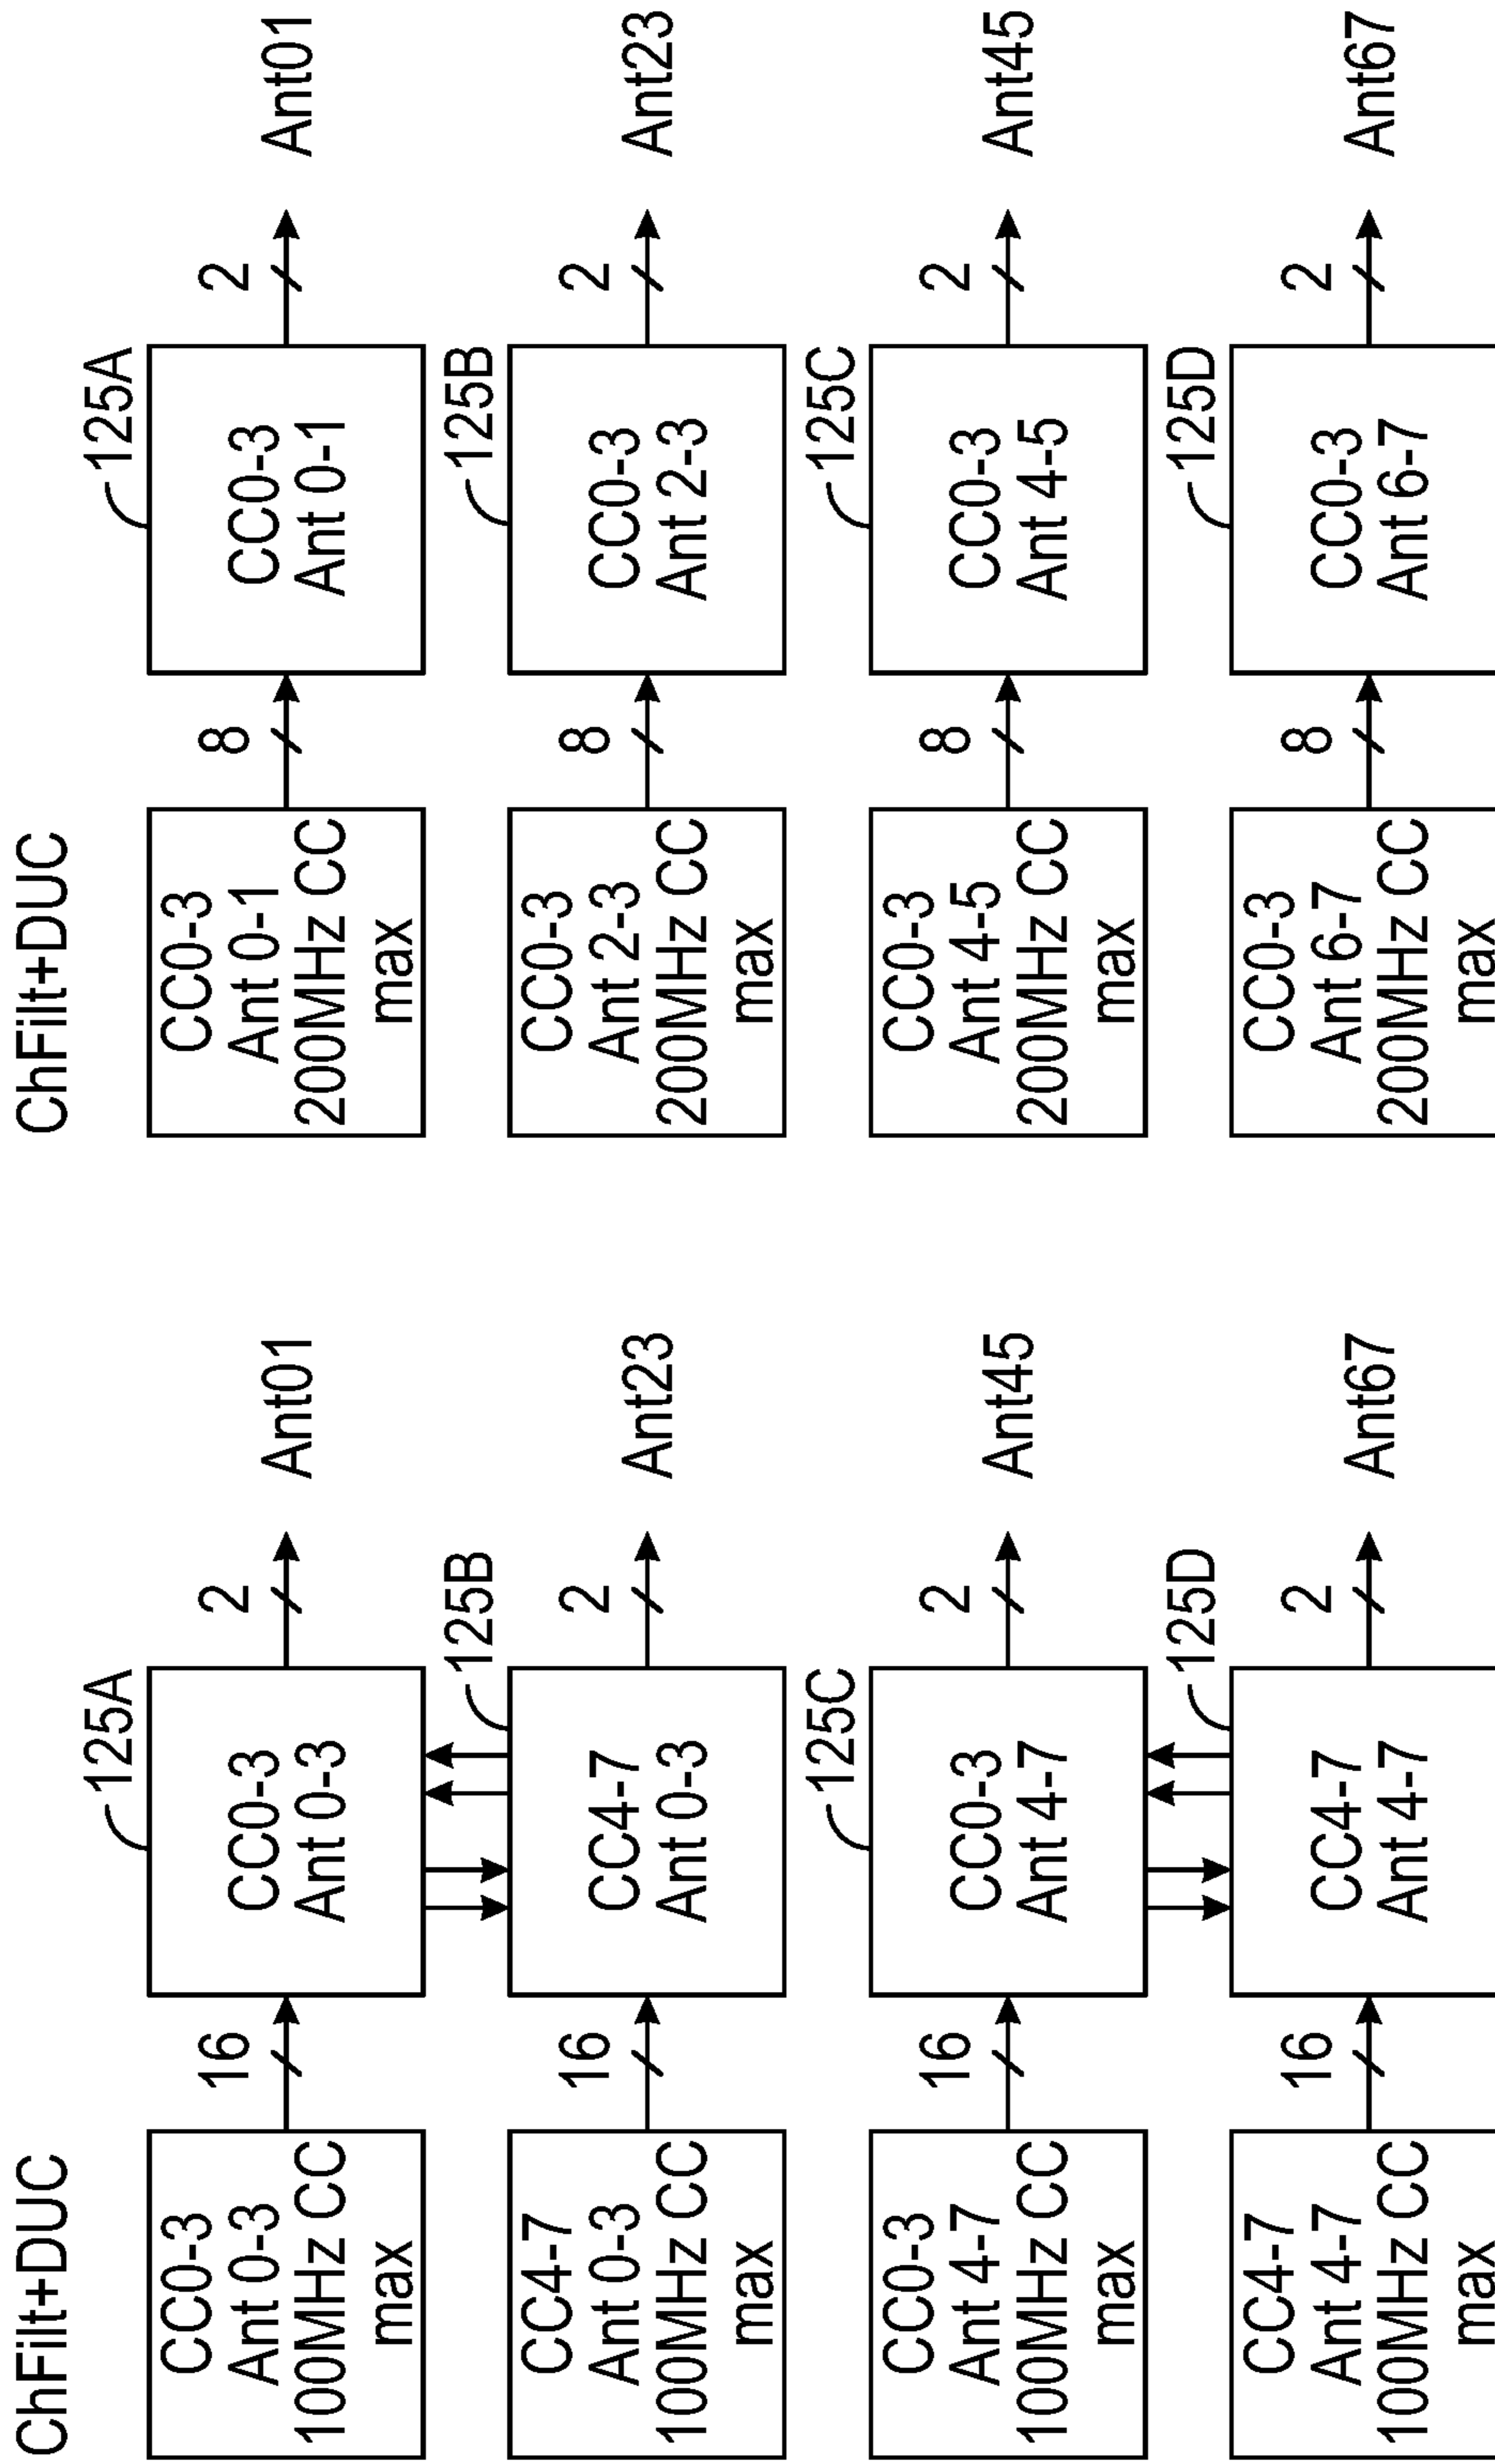 ChFilt+DUC
CC0-3
Ant 0-3
100MHz CC
max
16
125A
CC0-3
Ant 0-3
2
Ant01
CC4-7
Ant 0-3
100MHz CC
max
16
125B
CC4-7
Ant 0-3
2
Ant23
CC0-3
Ant 4-7
100MHz CC
max
16
125C
CC0-3
Ant 4-7
2
Ant45
CC4-7
Ant 4-7
100MHz CC
max
16
125D
CC4-7
Ant 4-7
2
Ant67
ChFilt+DUC
CC0-3
Ant 0-1
200MHz CC
max
8
125A
CC0-3
Ant 0-1
2
Ant01
CC0-3
Ant 2-3
200MHz CC
max
8
125B
CC0-3
Ant 2-3
2
Ant23
CC0-3
Ant 4-5
200MHz CC
max
8
125C
CC0-3
Ant 4-5
2
Ant45
CC0-3
Ant 6-7
200MHz CC
max
8
125D
CC0-3
Ant 6-7
2
Ant67